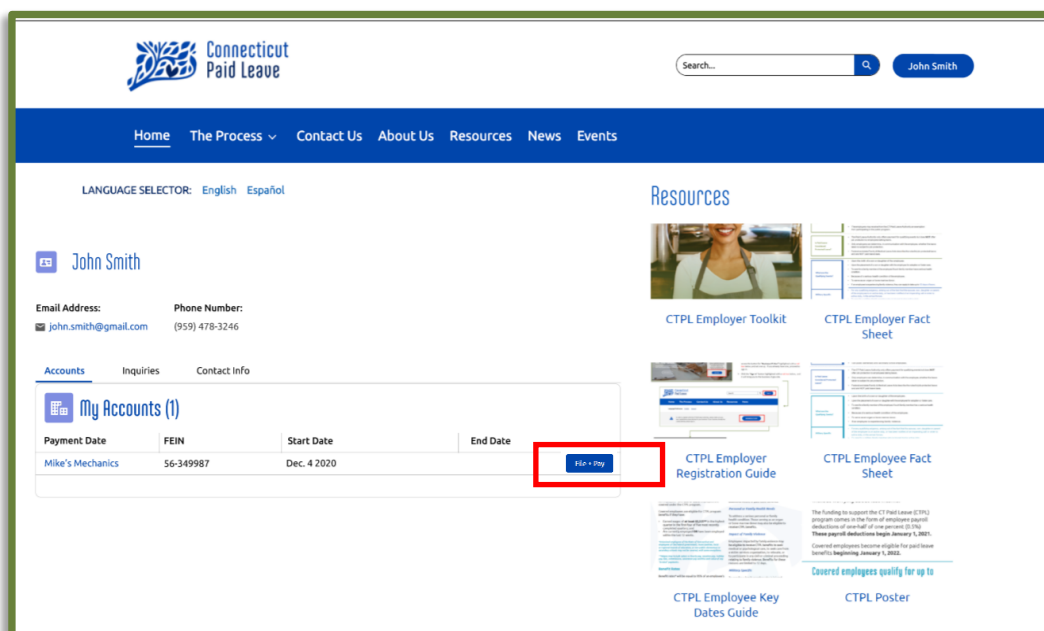 Connecticut
Paid Leave
Search...
John Smith
Home The Process Contact Us About Us Resources News Events
LANGUAGE SELECTOR: English Español
John Smith
Email Address: Phone Number:
john.smith@gmail.com (959) 478-3246
Accounts Inquiries Contact Info
My Accounts (1)
Payment Date FEIN Start Date End Date
Mike's Mechanics 56-349987 Dec. 4 2020 File + Pay
Resources
CTPL Employer Toolkit
CTPL Employer Fact
Sheet
CTPL Employer
Registration Guide
CTPL Employee Fact
Sheet
The funding to support the CT Paid Leave (CTPL)
program comes in the form of employee payroll
deductions of one-half of one percent (0.5%)
These payroll deductions begin January 1, 2021.
Covered employees become eligible for paid leave
benefits beginning January 1, 2022.
Covered employees qualify for up to
CTPL Employee Key
Dates Guide
CTPL Poster